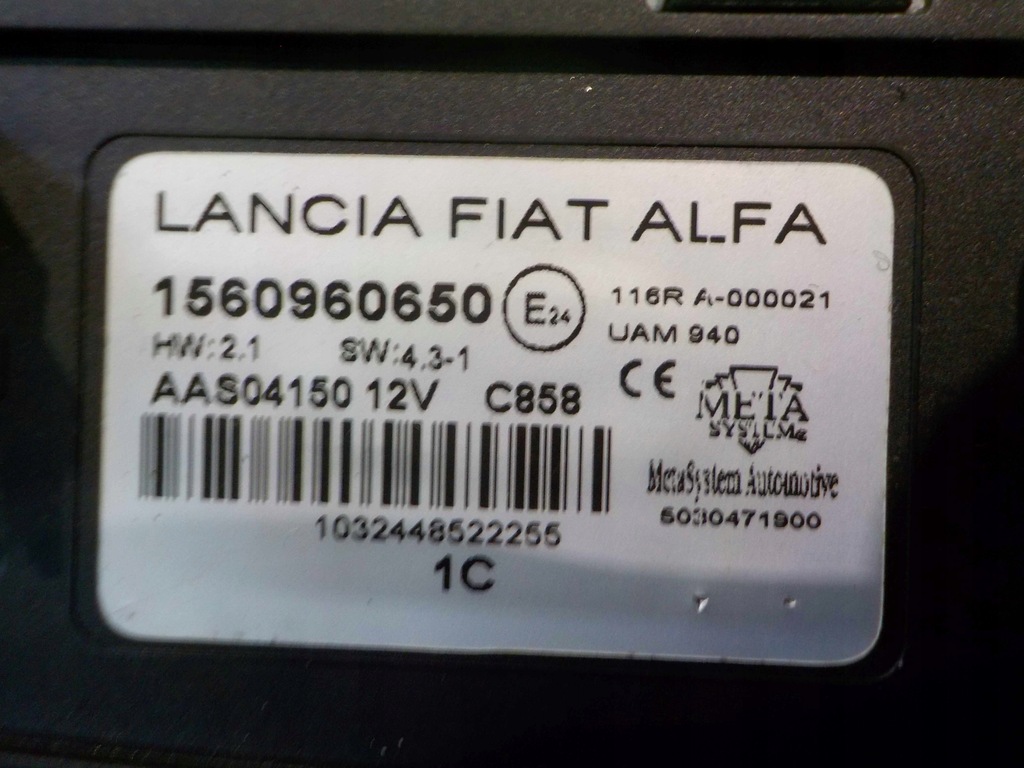 LANCIA FIAT ALFA
1560960650 E24 116R A-000021
UAM 940
HW:2.1 SW:4.3-1
AAS04150 12V C858 CE
META
SYSTEM
MetaSystem Automotive
5030471900
1032448522255
1C